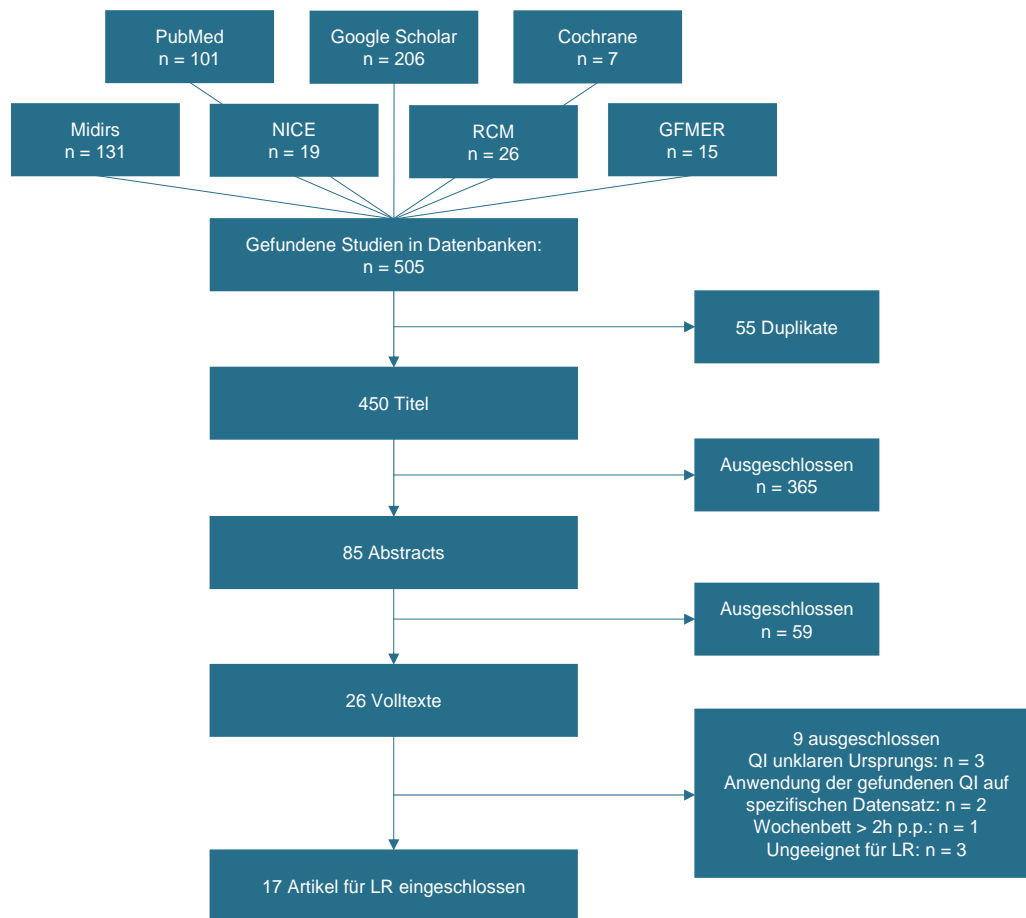 PubMed
n = 101
Google Scholar
n = 206
Cochrane
n = 7
Midirs
n = 131
NICE
n = 19
RCM
n = 26
GFMER
n = 15
Gefundene Studien in Datenbanken:
n = 505
55 Duplikate
450 Titel
Ausgeschlossen
n = 365
85 Abstracts
Ausgeschlossen
n = 59
26 Volltexte
9 ausgeschlossen
QI unklaren Ursprungs: n = 3
Anwendung der gefundenen QI auf
spezifischen Datensatz: n = 2
Wochenbett > 2h p.p.: n = 1
Ungeeignet für LR: n = 3
17 Artikel für LR eingeschlossen